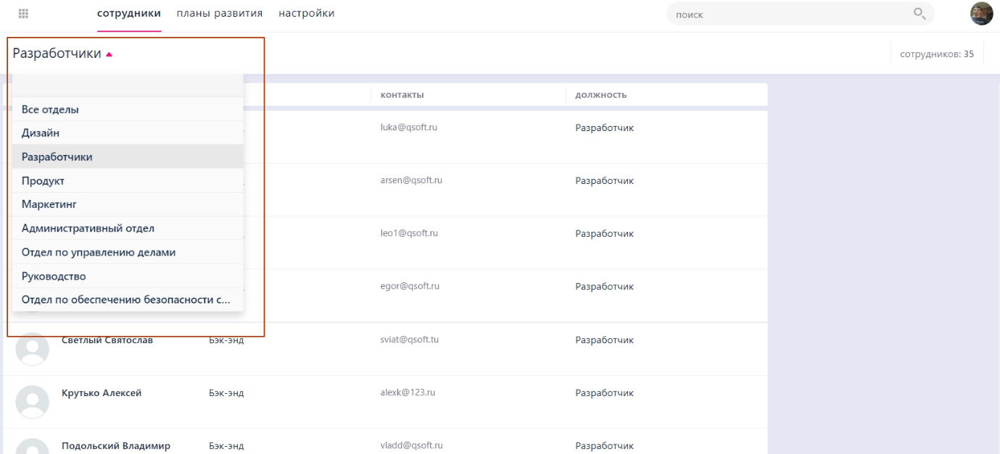 сотрудники планы развития настройки поиск
Разработчики сотрудников: 35
контакты должность
Все отделы
luka@qsoft.ru Разработчик
Дизайн
Разработчики
Продукт arsen@qsoft.ru Разработчик
Маркетинг
Административный отдел leo1@qsoft.ru Разработчик
Отдел по управлению делами
Руководство egor@qsoft.ru Разработчик
Отдел по обеспечению безопасности с...
Светлый Святослав Бэк-энд sviat@qsoft.tu Разработчик
Крутько Алексей Бэк-энд alexk@123.ru Разработчик
Подольский Владимир Бэк-энд vladd@qsoft.ru Разработчик